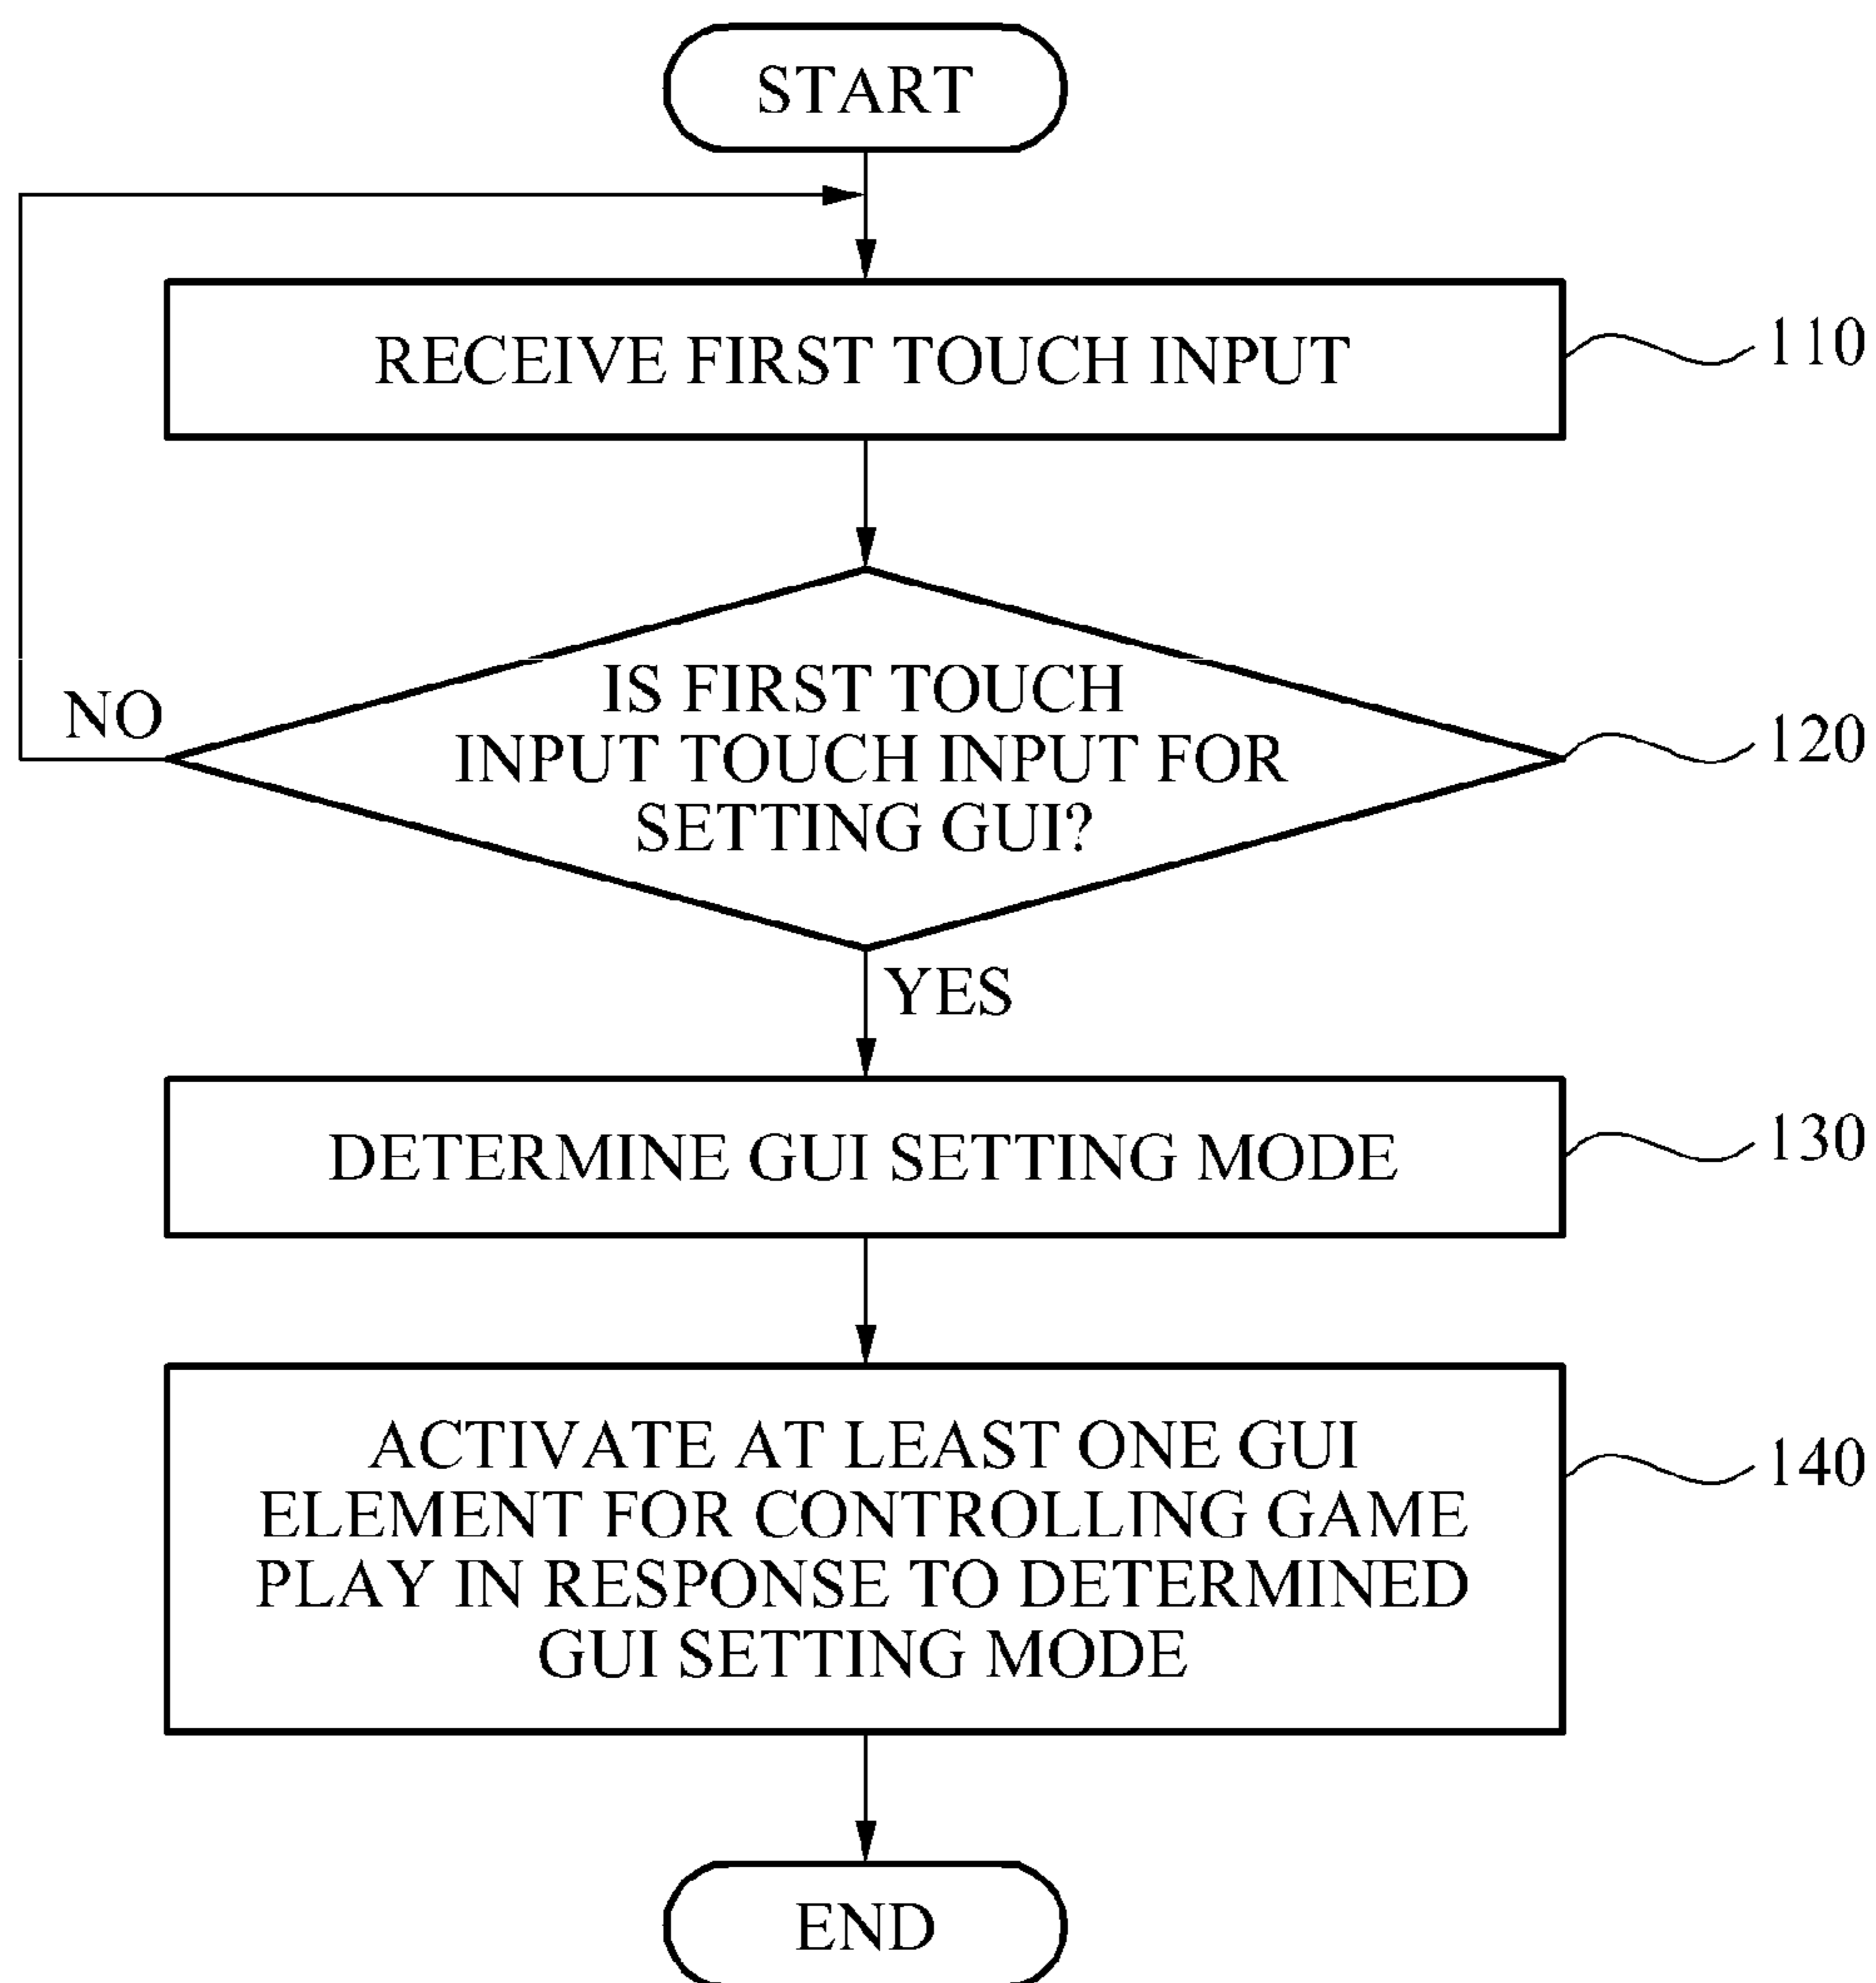 START
RECEIVE FIRST TOUCH INPUT
110
IS FIRST TOUCH
INPUT TOUCH INPUT FOR
SETTING GUI?
120
NO
YES
DETERMINE GUI SETTING MODE
130
ACTIVATE AT LEAST ONE GUI
ELEMENT FOR CONTROLLING GAME
PLAY IN RESPONSE TO DETERMINED
GUI SETTING MODE
140
END